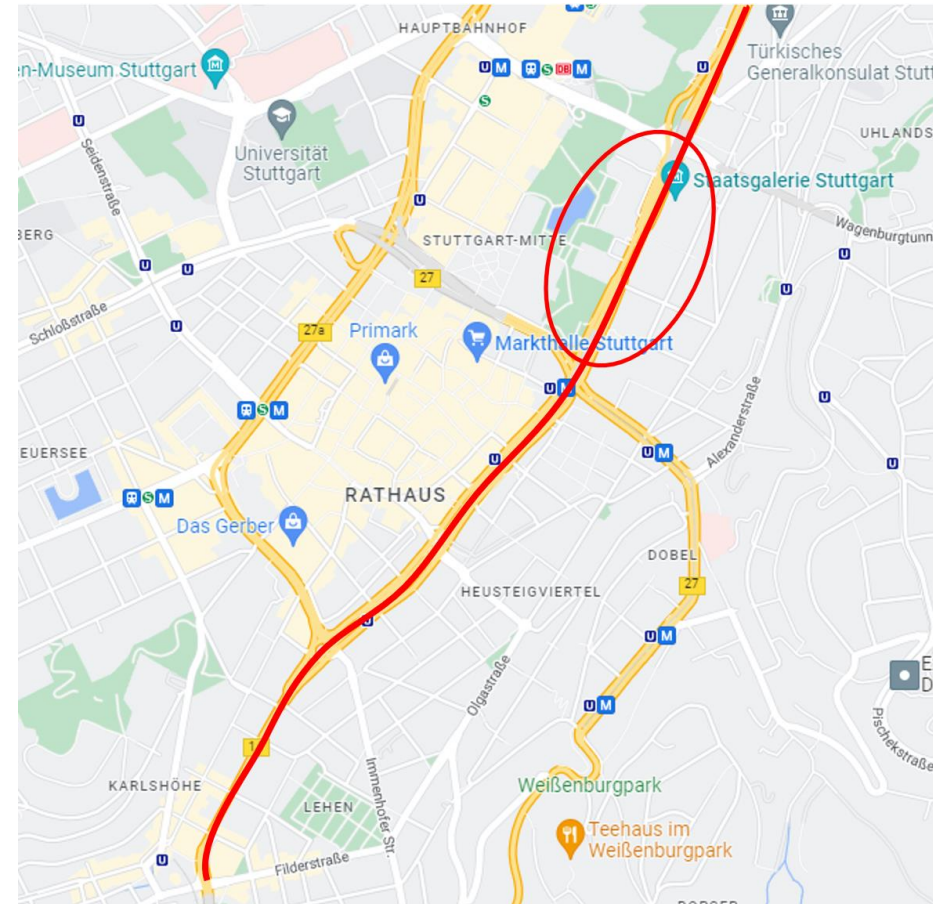 HAUPTBAHNHOF
Türkisches
Generalkonsulat Stutt
en-Museum Stuttgart
U M
S DB M
S
U
U
UHLANDS
Universität
Stuttgart
Seidenstraße
Staatsgalerie Stuttgart
U
Wagenburgtunn
BERG
STUTTGART-MITTE
U
U
U
27
U
Schloßstraße
U
27a
Primark
Markthalle Stuttgart
U M
Alexanderstraße
U
S M
EUERSEE
U
U M
U
S M
RATHAUS
Das Gerber
DOBEL
27
HEUSTEIGVIERTEL
U
U M
Olgastraße
E
D
U M
Pischekstraße
KARLSHÖHE
Immenhofer Str.
Weißenburgpark
LEHEN
Teehaus im
Weißenburgpark
U
Filderstraße